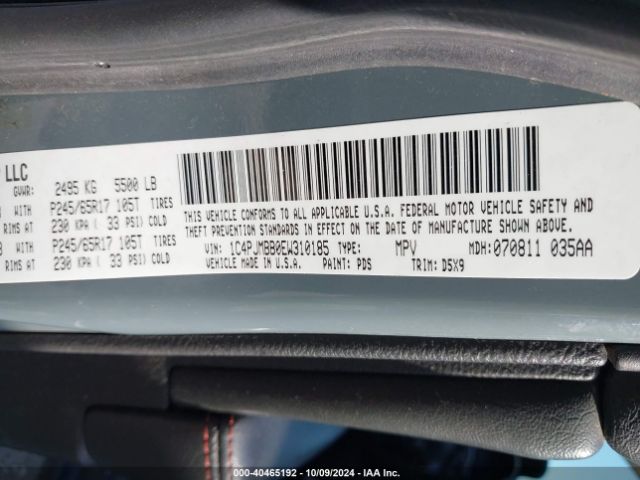 LLC
GVWR: 2495 KG 5500 LB
WITH P245/65R17 105T TIRES
RIMS AT 230 KPA ( 33 PSI) COLD
WITH P245/65R17 105T TIRES
RIMS AT 230 KPA ( 33 PSI) COLD
THIS VEHICLE CONFORMS TO ALL APPLICABLE U.S.A. FEDERAL MOTOR VEHICLE SAFETY AND
THEFT PREVENTION STANDARDS IN EFFECT ON THE DATE OF MANUFACTURE SHOWN ABOVE.
VIN: 1C4PJMBB0EW310185 TYPE: MPV MDH:070811 035AA
VEHICLE MADE IN U.S.A. PAINT: PDS TRIM: D5X9
000-40465192 - 10/09/2024 - IAA Inc.